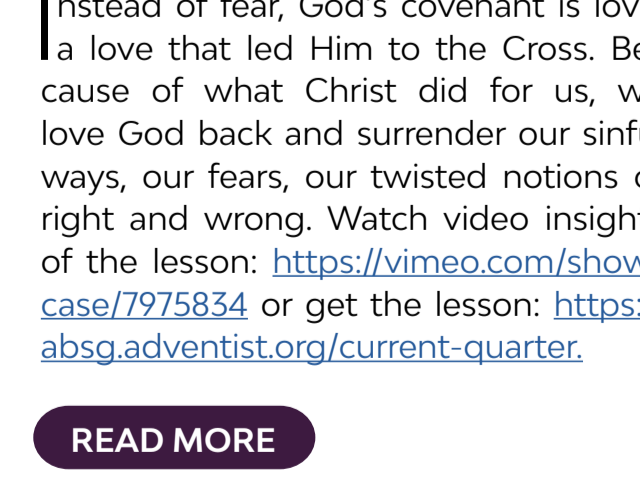 nstead of fear, God's covenant is lov
a love that led Him to the Cross. Be
cause of what Christ did for us, w
love God back and surrender our sinf
ways, our fears, our twisted notions o
right and wrong. Watch video insight
of the lesson: https://vimeo.com/show
case/7975834 or get the lesson: https:
absg.adventist.org/current-quarter.
READ MORE